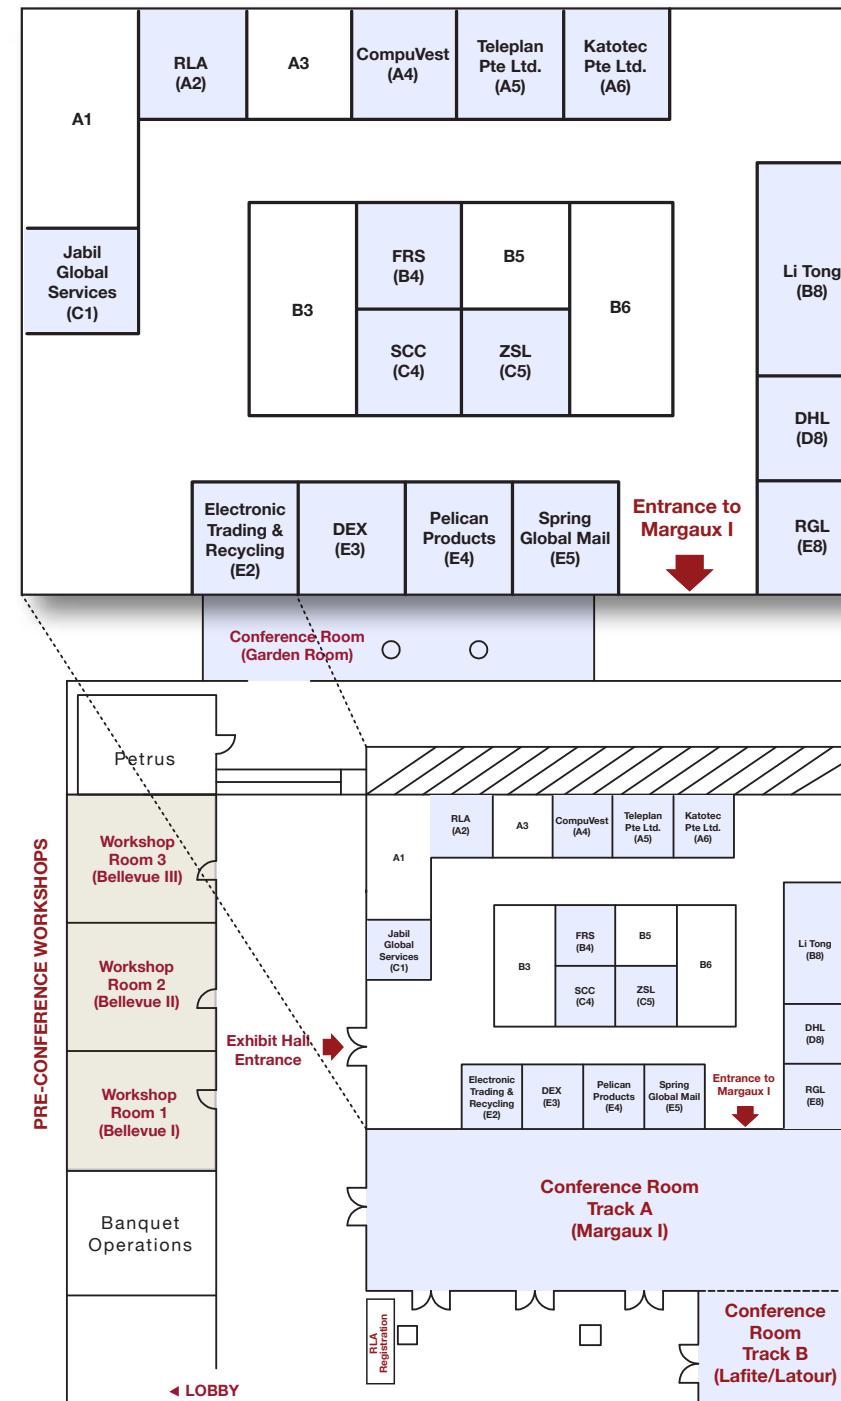 RLA
(A2)
A3
CompuVest
(A4)
Teleplan
Pte Ltd.
(A5)
Katotec
Pte Ltd.
(A6)
A1
Jabil
Global
Services
(C1)
B3
FRS
(B4)
B5
B6
SCC
(C4)
ZSL
(C5)
Li Tong
(B8)
DHL
(D8)
RGL
(E8)
Electronic
Trading &
Recycling
(E2)
DEX
(E3)
Pelican
Products
(E4)
Spring
Global Mail
(E5)
Entrance to
Margaux I
Conference Room
(Garden Room)
Petrus
PRE-CONFERENCE WORKSHOPS
Workshop
Room 3
(Bellevue III)
Workshop
Room 2
(Bellevue II)
Workshop
Room 1
(Bellevue I)
Banquet
Operations
LOBBY
Exhibit Hall
Entrance
RLA
(A2)
A3
CompuVest
(A4)
Teleplan
Pte Ltd.
(A5)
Katotec
Pte Ltd.
(A6)
A1
Jabil
Global
Services
(C1)
B3
FRS
(B4)
B5
B6
SCC
(C4)
ZSL
(C5)
Li Tong
(B8)
DHL
(D8)
RGL
(E8)
Electronic
Trading &
Recycling
(E2)
DEX
(E3)
Pelican
Products
(E4)
Spring
Global Mail
(E5)
Entrance to
Margaux I
Conference Room
Track A
(Margaux I)
RLA
Registration
Conference
Room
Track B
(Lafite/Latour)